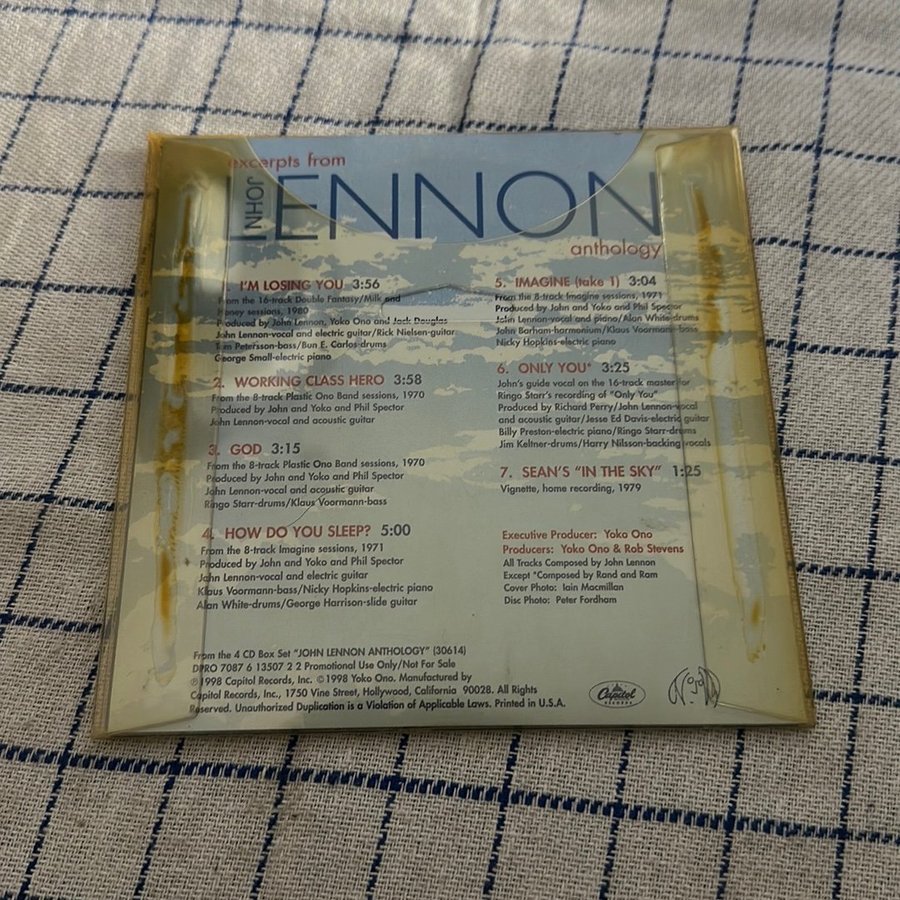 excerpts from
JOHN
LENNON
anthology
1. I'M LOSING YOU 3:56
From the 16-track Double Fantasy/Milk and
Honey sessions, 1980
Produced by John Lennon, Yoko Ono and Jack Douglas
John Lennon-vocal and electric guitar/Rick Nielsen-guitar
Tom Petersson-bass/Bun E. Carlos-drums
George Small-electric piano
2. WORKING CLASS HERO 3:58
From the 8-track Plastic Ono Band sessions, 1970
Produced by John and Yoko and Phil Spector
John Lennon-vocal and acoustic guitar
3. GOD 3:15
From the 8-track Plastic Ono Band sessions, 1970
Produced by John and Yoko and Phil Spector
John Lennon-vocal and acoustic guitar
Ringo Starr-drums/Klaus Voormann-bass
4. HOW DO YOU SLEEP? 5:00
From the 8-track Imagine sessions, 1971
Produced by John and Yoko and Phil Spector
John Lennon-vocal and electric guitar
Klaus Voormann-bass/Nicky Hopkins-electric piano
Alan White-drums/George Harrison-slide guitar
5. IMAGINE (take 1) 3:04
From the 8-track Imagine sessions, 1971
Produced by John and Yoko and Phil Spector
John Lennon-vocal and piano/Alan White-drums
John Barham-harmonium/Klaus Voormann-bass
Nicky Hopkins-electric piano
6. ONLY YOU* 3:25
John's guide vocal on the 16-track master for
Ringo Starr's recording of "Only You"
Produced by Richard Perry/John Lennon-vocal
and acoustic guitar/Jesse Ed Davis-electric guitar
Billy Preston-electric piano/Ringo Starr-drums
Jim Keltner-drums/Harry Nilsson-backing vocals
7. SEAN'S "IN THE SKY" 1:25
Vignette, home recording, 1979
Executive Producer: Yoko Ono
Producers: Yoko Ono & Rob Stevens
All Tracks Composed by John Lennon
Except *Composed by Rand and Ram
Cover Photo: Iain Macmillan
Disc Photo: Peter Fordham
From the 4 CD Box Set "JOHN LENNON ANTHOLOGY" (30614)
DPRO 7087 6 13507 2 2 Promotional Use Only/Not For Sale
℗1998 Capitol Records, Inc. ©1998 Yoko Ono. Manufactured by
Capitol Records, Inc., 1750 Vine Street, Hollywood, California 90028. All Rights
Reserved. Unauthorized Duplication is a Violation of Applicable Laws. Printed in U.S.A.
Capitol
RECORDS